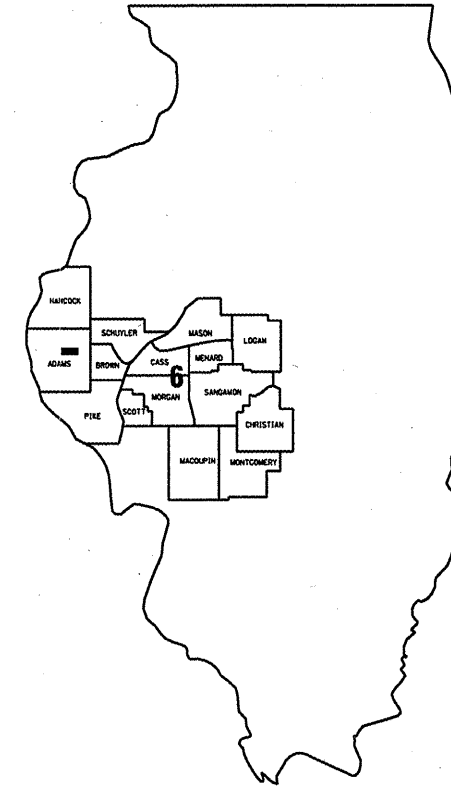 HANCOCK
SCHUYLER
MASON
LOGAN
ADAMS
BROWN
CASS
MENARD
6
PIKE
SCOTT
MORGAN
SANGAMON
CHRISTIAN
MACOUPIN
MONTGOMERY